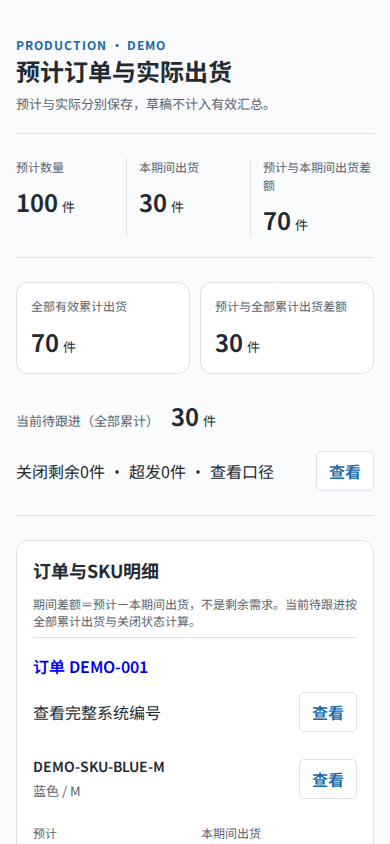 PRODUCTION • DEMO
预计订单与实际出货
预计与实际分别保存，草稿不计入有效汇总。
预计数量
100 件
本期间出货
30 件
预计与本期间出货差
额
70 件
全部有效累计出货
70 件
预计与全部累计出货差额
30 件
当前待跟进（全部累计） 30 件
关闭剩余0件 • 超发0件 • 查看口径 查看
订单与SKU明细
期间差额＝预计－本期间出货，不是剩余需求。当前待跟进按
全部累计出货与关闭状态计算。
订单 DEMO-001
查看完整系统编号 查看
DEMO-SKU-BLUE-M
蓝色 / M
查看
预计 本期间出货